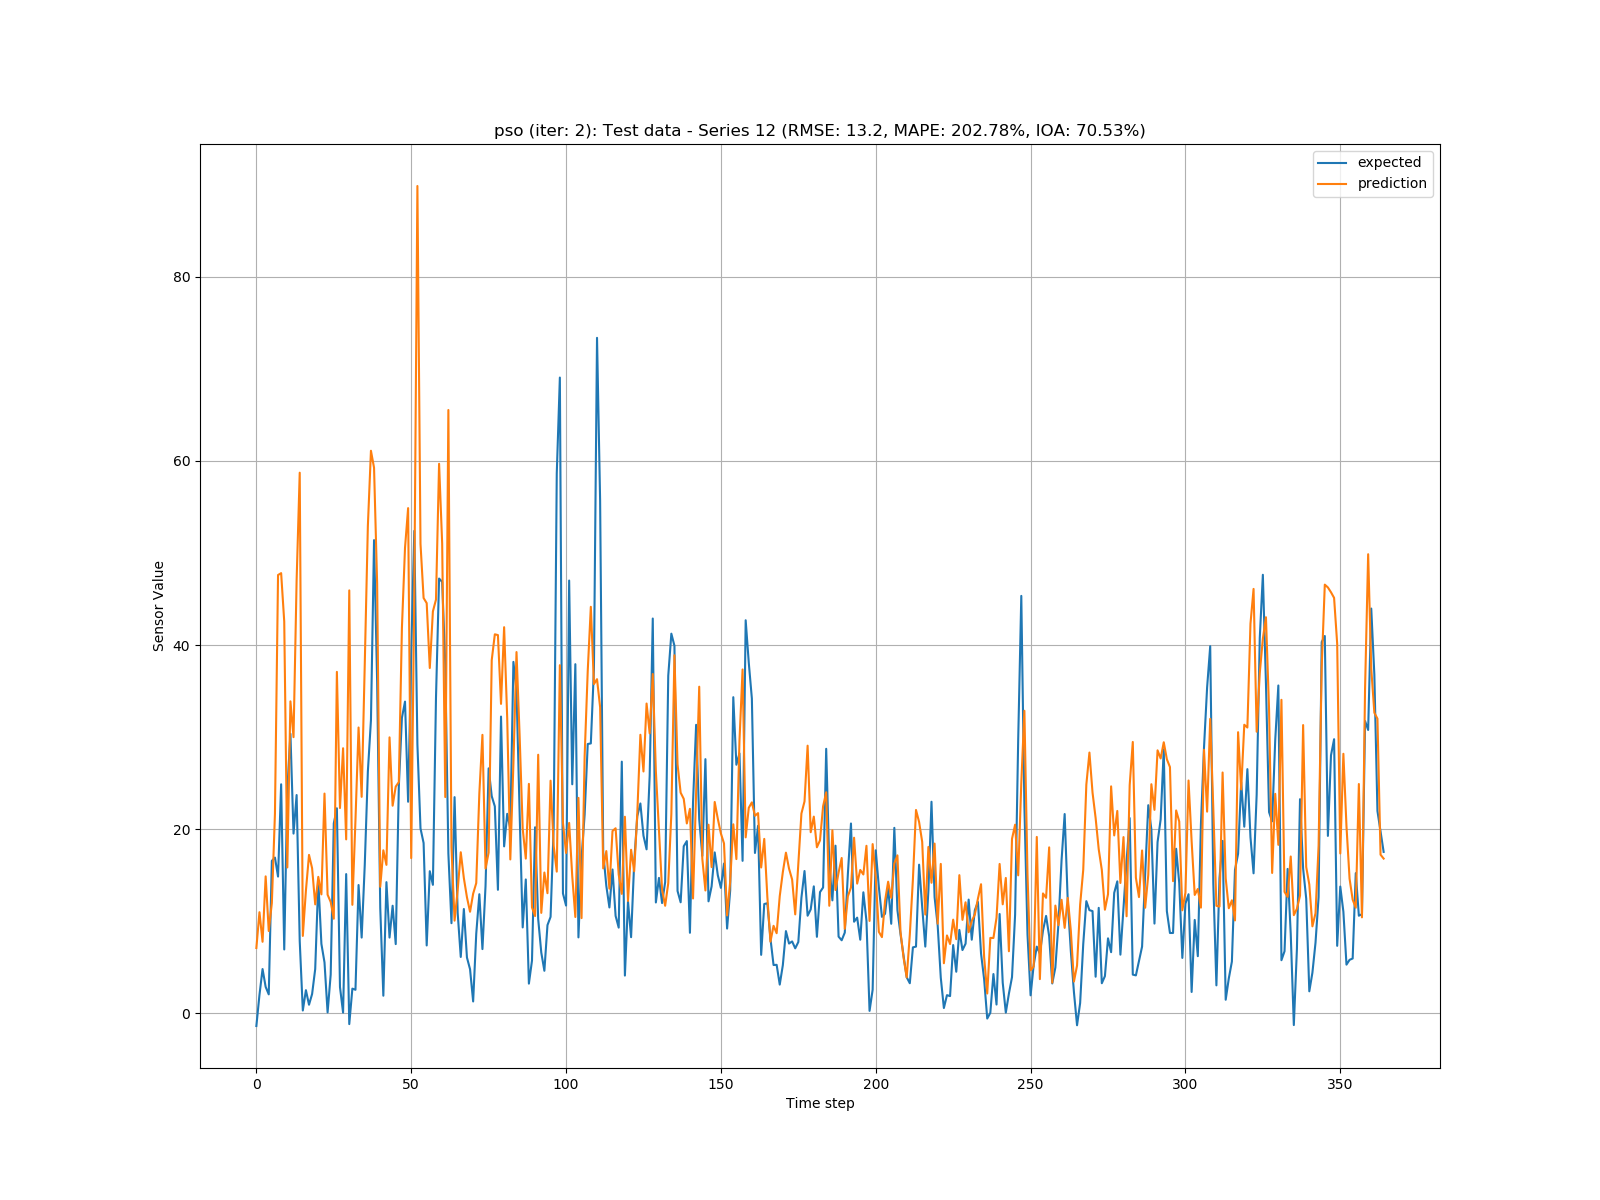 pso (iter: 2): Test data - Series 12 (RMSE: 13.2, MAPE: 202.78%, IOA: 70.53%)
expected
prediction
80
60
40
20
0
Sensor Value
0 50 100 150 200 250 300 350
Time step